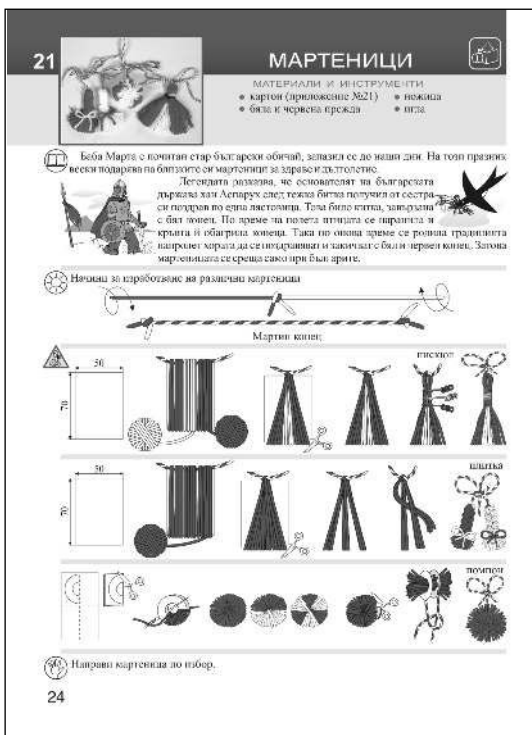 21
МАРТЕНИЦИ
МАТЕРИАЛИ И ИНСТРУМЕНТИ
• картон (приложение №21) • ножица
• бяла и червена прежда • игла
Баба Марта е почитан стар български обичай, запазил се до наши дни. На този празник
всеки подарява на близките си мартеници за здраве и дълголетие.
Легендата разказва, че основателят на българската
държава хан Аспарух след тежка битка получил от сестра
си поздрав по една лястовица. Това било китка, завързана
с бял конец. По време на полета птицата се наранила и
кръвта ѝ обагрила конеца. Така по онова време се родила традицията
напролет хората да се поздравяват и закичват с бял и червен конец. Затова
мартеницата се среща само при българите.
Начини за изработване на различни мартеници
Мартин конец
50
70
пискюл
50
70
плитка
помпон
Направи мартеница по избор.
24